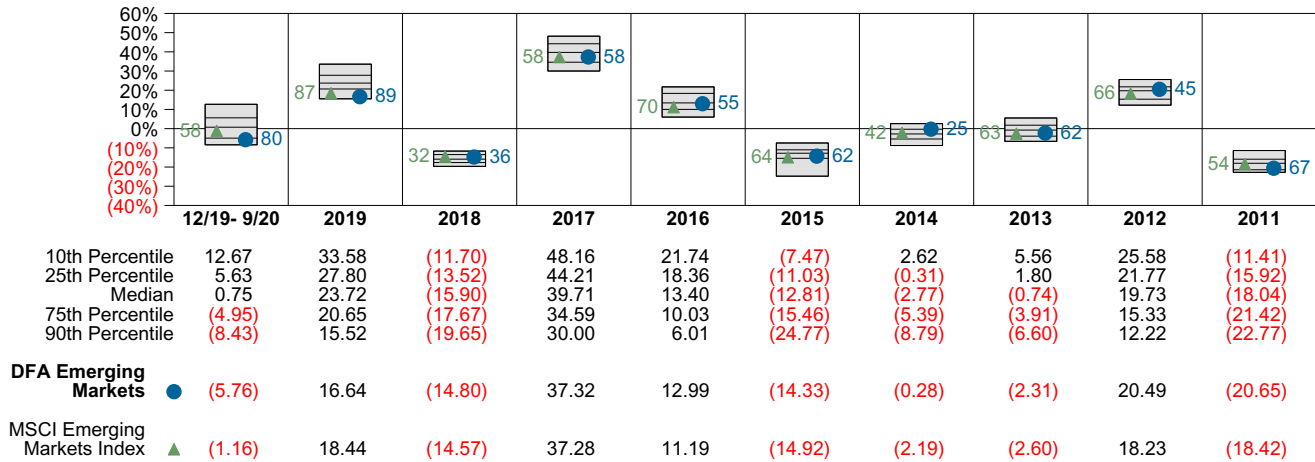 60%
50%
40%
30%
20%
10%
0%
(10%)
(20%)
(30%)
(40%)
58 80
87 89
32 36
58 58
70 55
64 62
42 25
63 62
66 45
54 67
12/19- 9/20 2019 2018 2017 2016 2015 2014 2013 2012 2011
10th Percentile 12.67 33.58 (11.70) 48.16 21.74 (7.47) 2.62 5.56 25.58 (11.41)
25th Percentile 5.63 27.80 (13.52) 44.21 18.36 (11.03) (0.31) 1.80 21.77 (15.92)
Median 0.75 23.72 (15.90) 39.71 13.40 (12.81) (2.77) (0.74) 19.73 (18.04)
75th Percentile (4.95) 20.65 (17.67) 34.59 10.03 (15.46) (5.39) (3.91) 15.33 (21.42)
90th Percentile (8.43) 15.52 (19.65) 30.00 6.01 (24.77) (8.79) (6.60) 12.22 (22.77)
DFA Emerging
Markets (5.76) 16.64 (14.80) 37.32 12.99 (14.33) (0.28) (2.31) 20.49 (20.65)
MSCI Emerging
Markets Index (1.16) 18.44 (14.57) 37.28 11.19 (14.92) (2.19) (2.60) 18.23 (18.42)